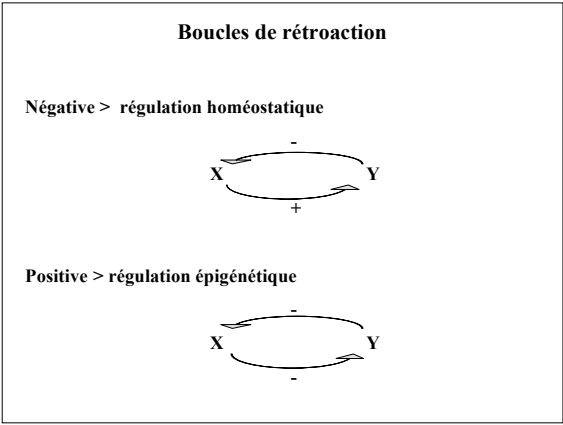 Boucles de rétroaction
Négative > régulation homéostatique
-
X Y
+
Positive > régulation épigénétique
-
X Y
-